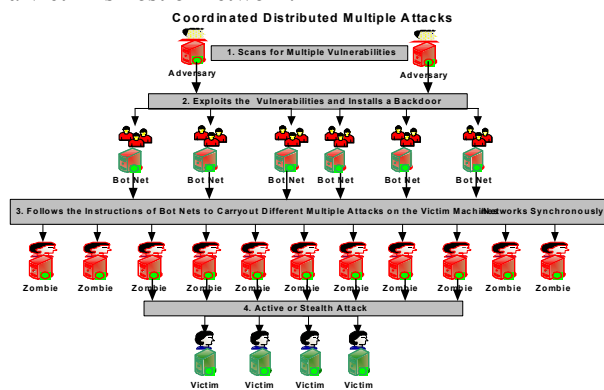 Coordinated Distributed Multiple Attacks
1. Scans for Multiple Vulnerabilities
Adversary Adversary
2. Exploits the Vulnerabilities and Installs a Backdoor
Bot Net Bot Net Bot Net Bot Net Bot Net Bot Net
3. Follows the Instructions of Bot Nets to Carryout Different Multiple Attacks on the Victim Machines Networks Synchronously
Zombie Zombie Zombie Zombie Zombie Zombie Zombie Zombie Zombie Zombie
4. Active or Stealth Attack
Victim Victim Victim Victim